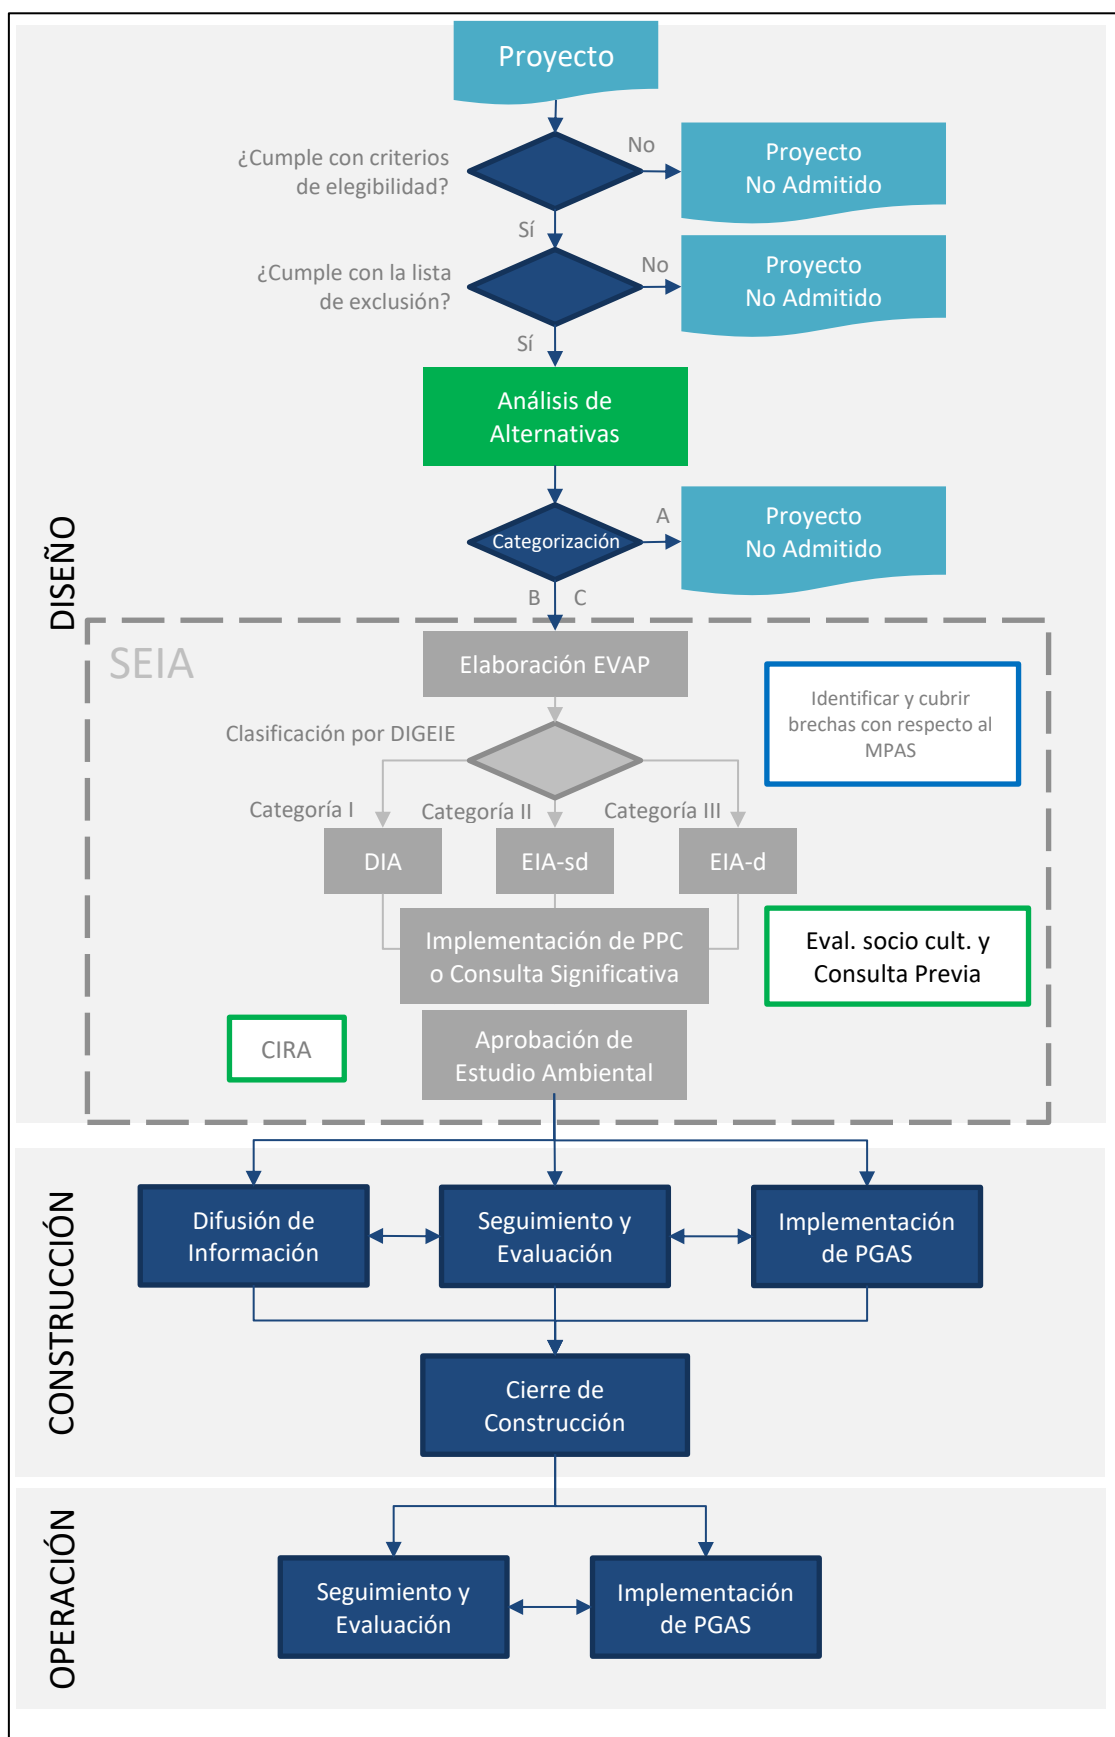 Proyecto
¿Cumple con criterios
de elegibilidad?
No
Proyecto
No Admitido
Sí
¿Cumple con la lista
de exclusión?
No
Proyecto
No Admitido
Sí
Análisis de
Alternativas
Categorización
A
Proyecto
No Admitido
B
C
DISEÑO
SEIA
Elaboración EVAP
Identificar y cubrir
brechas con respecto al
MPAS
Clasificación por DIGEIE
Categoría I
Categoría II
Categoría III
DIA
EIA-sd
EIA-d
Implementación de PPC
o Consulta Significativa
Eval. socio cult. y
Consulta Previa
CIRA
Aprobación de
Estudio Ambiental
CONSTRUCCIÓN
Difusión de
Información
Seguimiento y
Evaluación
Implementación
de PGAS
Cierre de
Construcción
OPERACIÓN
Seguimiento y
Evaluación
Implementación
de PGAS